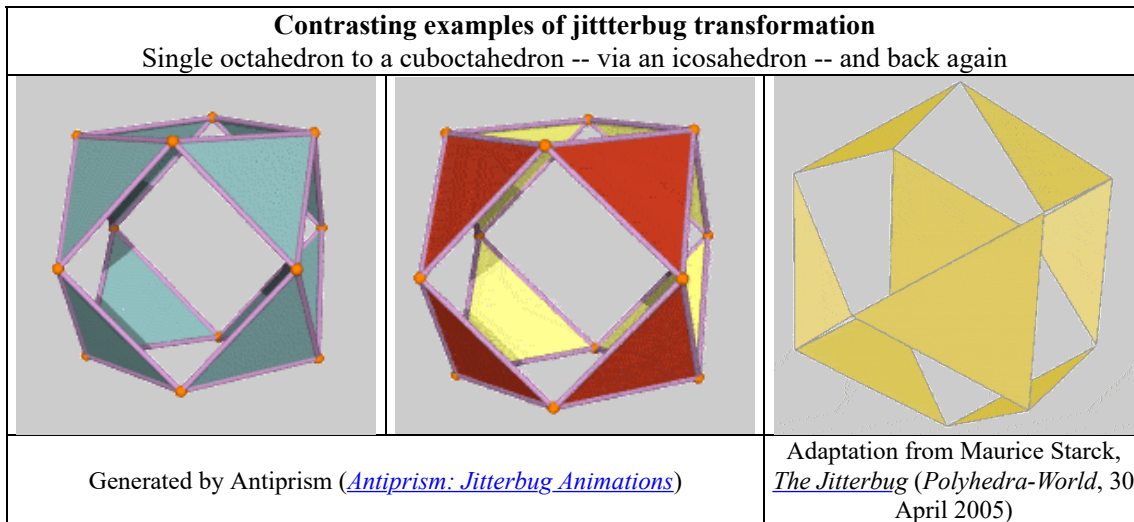 Contrasting examples of jittterbug transformation
Single octahedron to a cuboctahedron -- via an icosahedron -- and back again
Generated by Antiprism (Antiprism: Jitterbug Animations)
Adaptation from Maurice Starck,
The Jitterbug (Polyhedra-World, 30
April 2005)